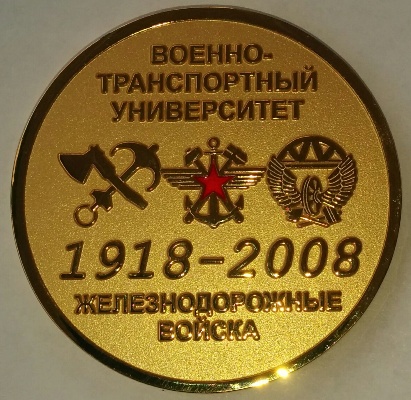 ВОЕННО-
ТРАНСПОРТНЫЙ
УНИВЕРСИТЕТ
1918-2008
ЖЕЛЕЗНОДОРОЖНЫЕ
ВОЙСКА